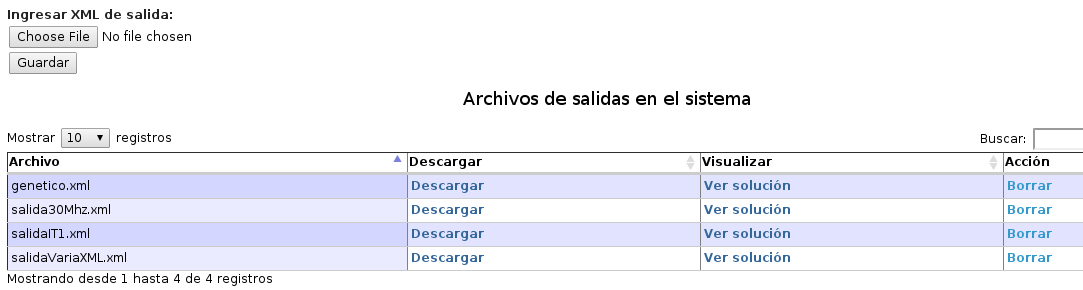 Ingresar XML de salida:
Choose File No file chosen
Guardar
Archivos de salidas en el sistema
Mostrar 10 registros Buscar:
Archivo Descargar Visualizar Acción
genetico.xml Descargar Ver solución Borrar
salida30Mhz.xml Descargar Ver solución Borrar
salidaIT1.xml Descargar Ver solución Borrar
salidaVariaXML.xml Descargar Ver solución Borrar
Mostrando desde 1 hasta 4 de 4 registros